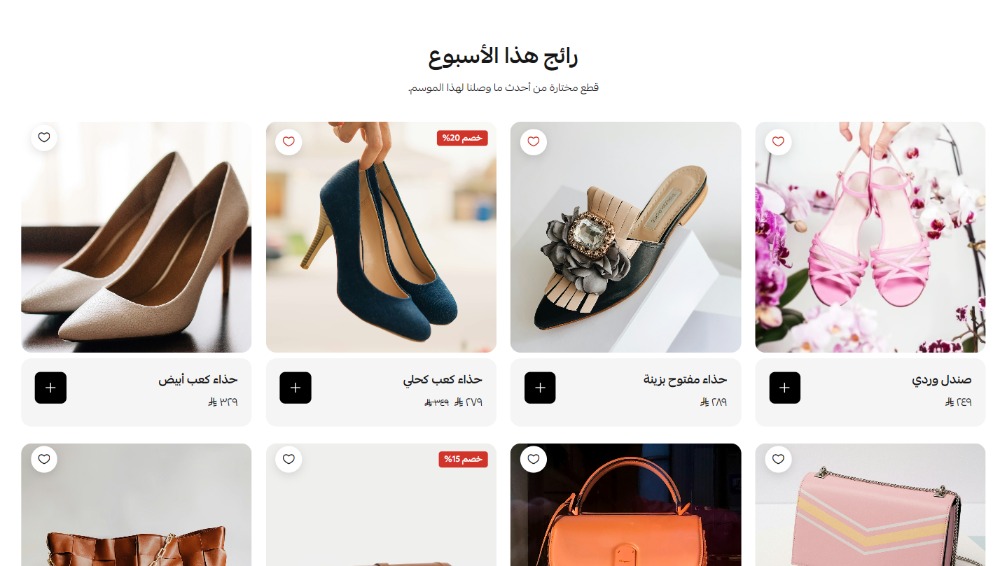 رائج هذا الأسبوع
قطع مختارة من أحدث ما وصلنا لهذا الموسم.
صندل وردي
٢٤٩
حذاء مفتوح بزينة
٢٨٩
خصم 20%
حذاء كعب كحلي
٢٧٩ ٣٤٩
حذاء كعب أبيض
٣٢٩
خصم 15%